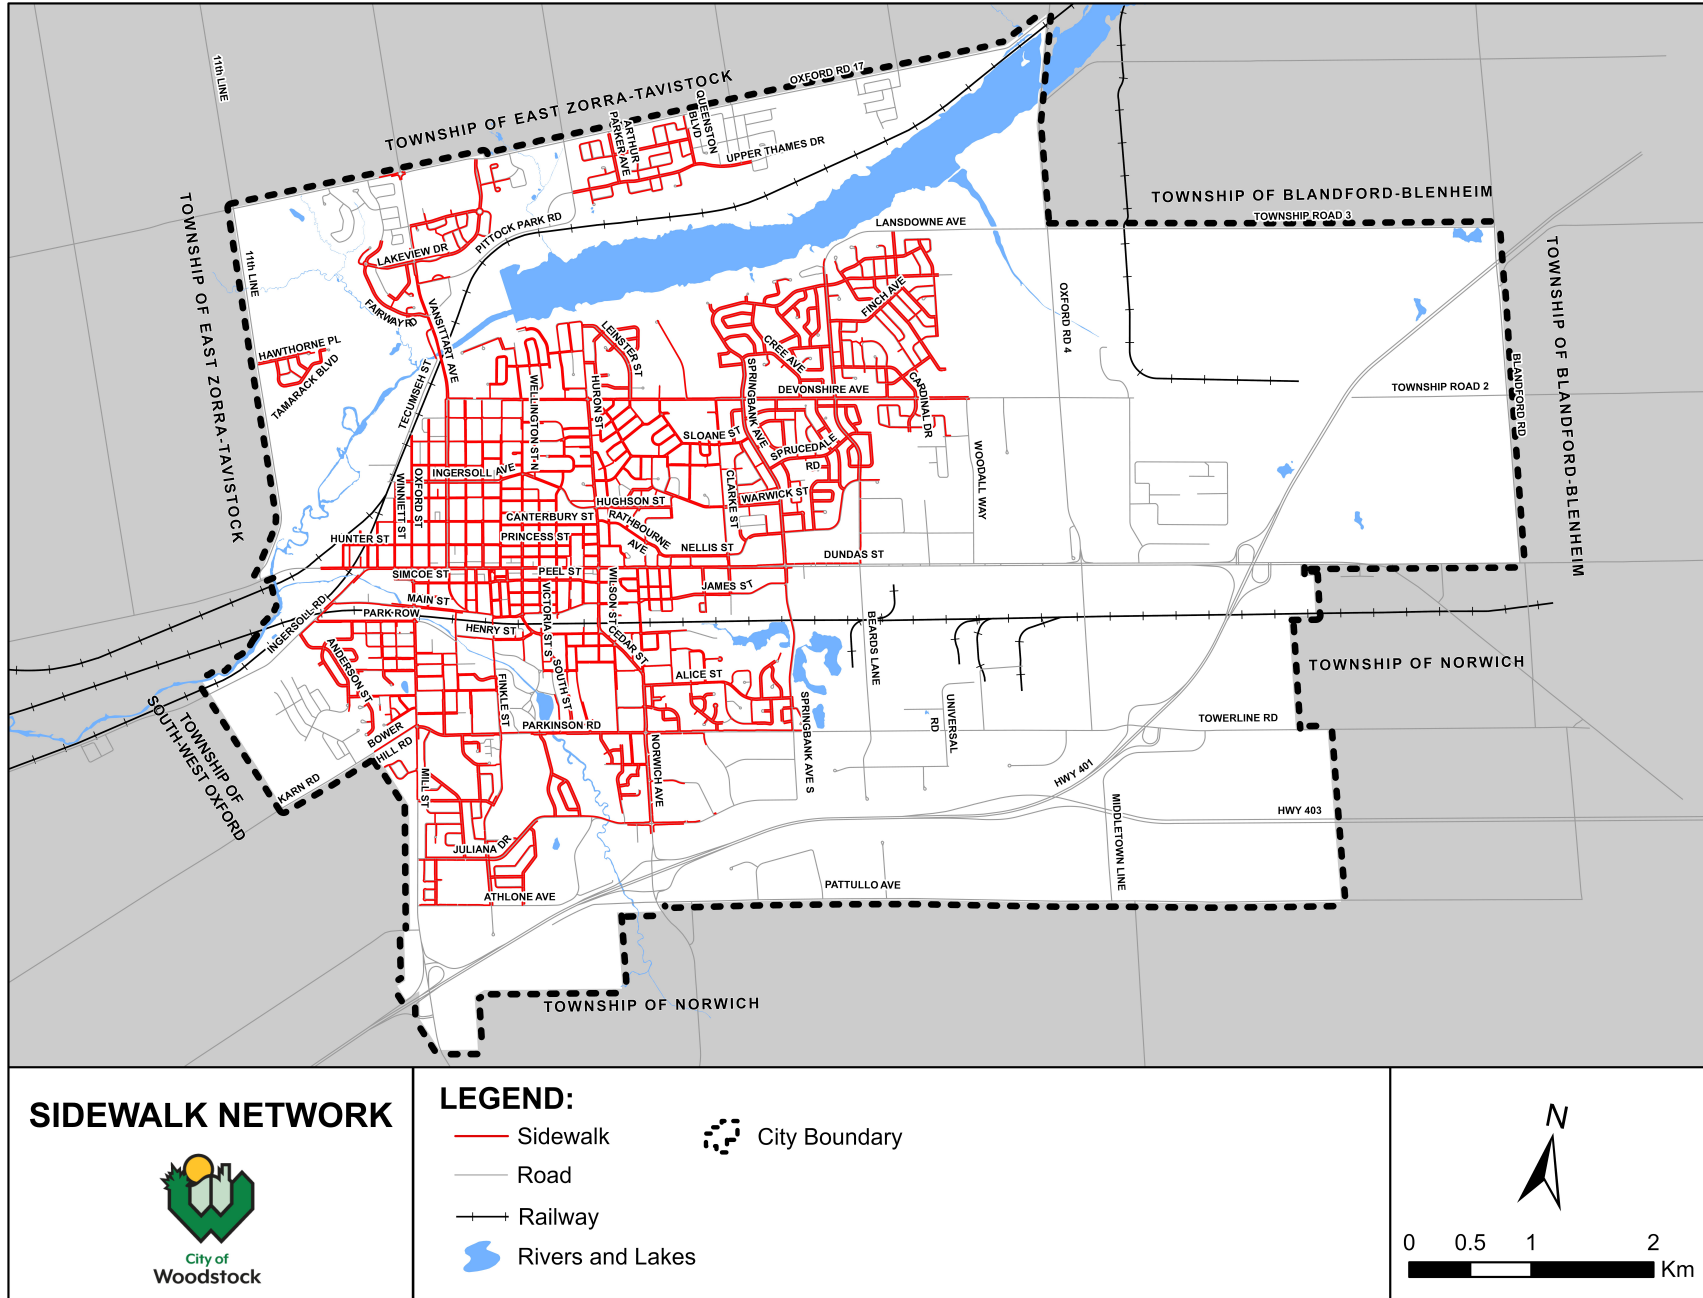 11th LINE
TOWNSHIP OF EAST ZORRA-TAVISTOCK
OXFORD RD 17
QUEENSTON
BLVD
ARTHUR
PARKER AVE
UPPER THAMES DR
TOWNSHIP OF BLANDFORD-BLENHEIM
TOWNSHIP ROAD 3
LANSDOWNE AVE
PITTOCK PARK RD
LAKEVIEW DR
TOWNSHIP OF EAST ZORRA-TAVISTOCK
11th LINE
TOWNSHIP OF BLANDFORD-BLENHEIM
FAIRWAY RD
VANSITTART AVE
FINCH AVE
OXFORD RD 4
LEINSTER ST
CREE AVE
HAWTHORNE PL
TAMARACK BLVD
TECUMSEH ST
WELLINGTON ST N
HURON ST
SPRINGBANK AVE
DEVONSHIRE AVE
CARDINAL DR
TOWNSHIP ROAD 2
BLANDFORD RD
SLOANE ST
SPRUCEDALE
RD
WOODALL WAY
INGERSOLL AVE
WINNETT ST
OXFORD ST
CLARKE ST
WARWICK ST
HUGHSON ST
CANTERBURY ST
RATHBOURNE
AVE
PRINCESS ST
HUNTER ST
NELLIS ST
DUNDAS ST
SIMCOE ST
PEEL ST
JAMES ST
WILSON ST
VICTORIA ST S
MAIN ST
PARK ROW
HENRY ST
INGERSOLL RD
CEDAR ST
BEARDS LANE
TOWNSHIP OF NORWICH
ANDERSON ST
SOUTH ST
ALICE ST
FINKLE ST
SPRINGBANK AVE S
UNIVERSAL
RD
TOWERLINE RD
PARKINSON RD
BOWER
HILL RD
TOWNSHIP OF
SOUTH-WEST OXFORD
KARN RD
MILL ST
NORWICH AVE
HWY 401
MIDDLETOWN LINE
HWY 403
JULIANA DR
PATTULLO AVE
ATHLONE AVE
TOWNSHIP OF NORWICH
SIDEWALK NETWORK
City of
Woodstock
LEGEND:
Sidewalk
City Boundary
Road
Railway
Rivers and Lakes
N
0 0.5 1 2
Km